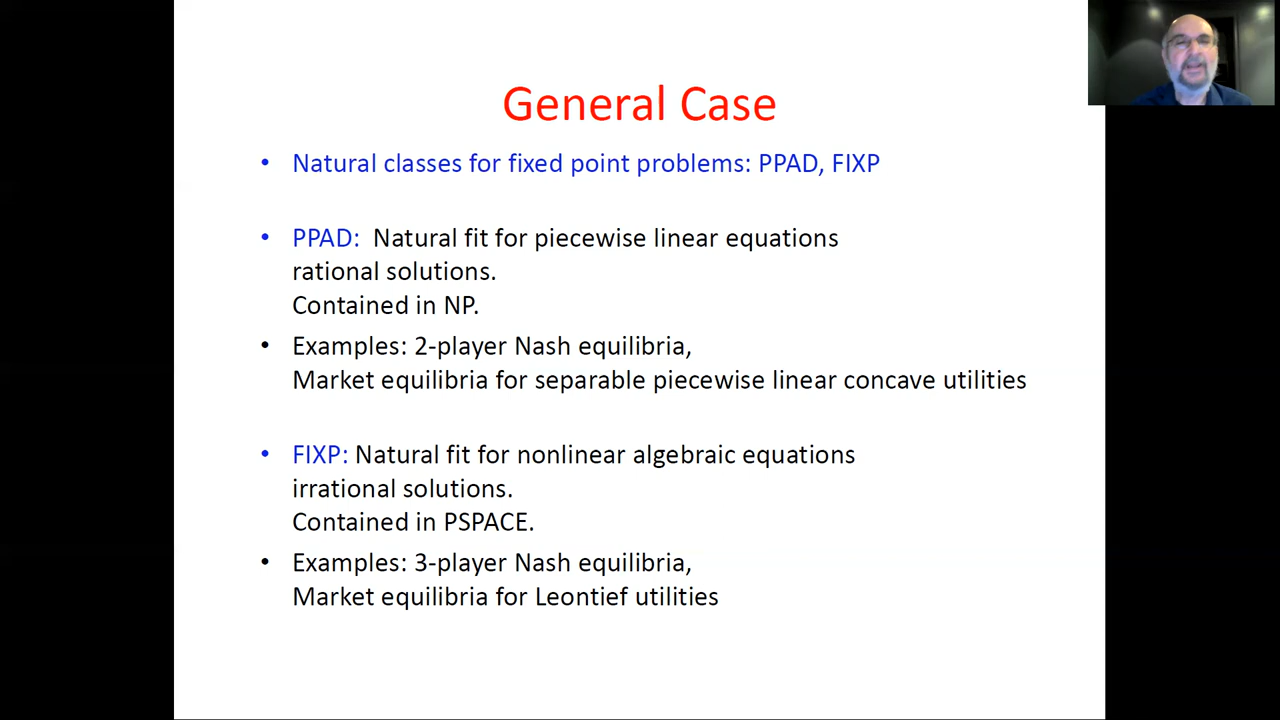 General Case
• Natural classes for fixed point problems: PPAD, FIXP
• PPAD: Natural fit for piecewise linear equations
rational solutions.
Contained in NP.
• Examples: 2-player Nash equilibria,
Market equilibria for separable piecewise linear concave utilities
• FIXP: Natural fit for nonlinear algebraic equations
irrational solutions.
Contained in PSPACE.
• Examples: 3-player Nash equilibria,
Market equilibria for Leontief utilities